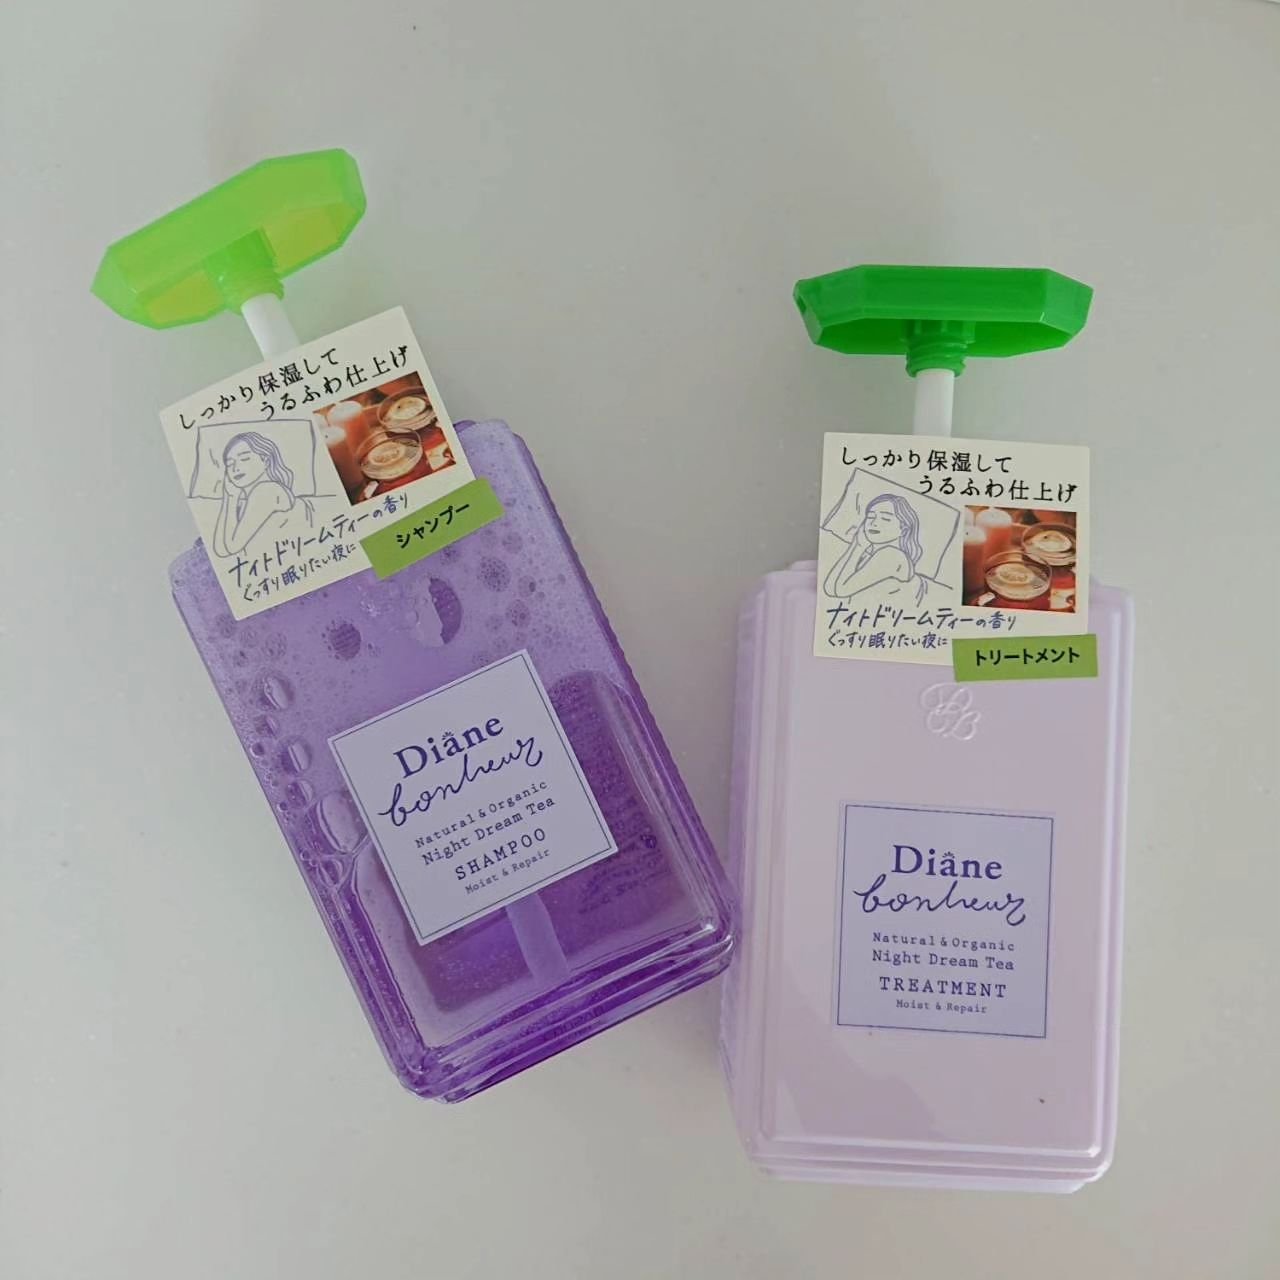 しっかり保湿して
うるふわ仕上げ
ナイトドリームティーの香り
ぐっすり眠りたい夜に
シャンプー
Diane
bonheur
Natural & Organic
Night Dream Tea
SHAMPOO
Moist & Repair
しっかり保湿して
うるふわ仕上げ
ナイトドリームティーの香り
ぐっすり眠りたい夜に
トリートメント
Diane
bonheur
Natural & Organic
Night Dream Tea
TREATMENT
Moist & Repair